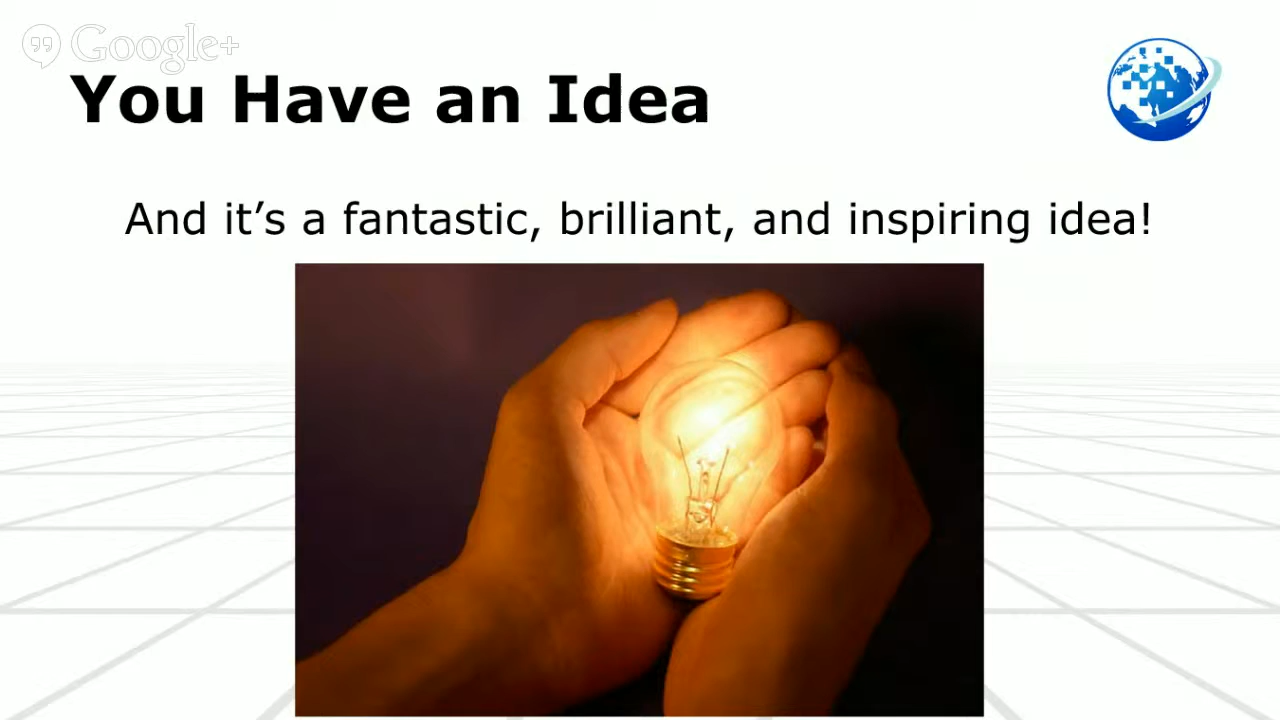 Google+
You Have an Idea
And it’s a fantastic, brilliant, and inspiring idea!